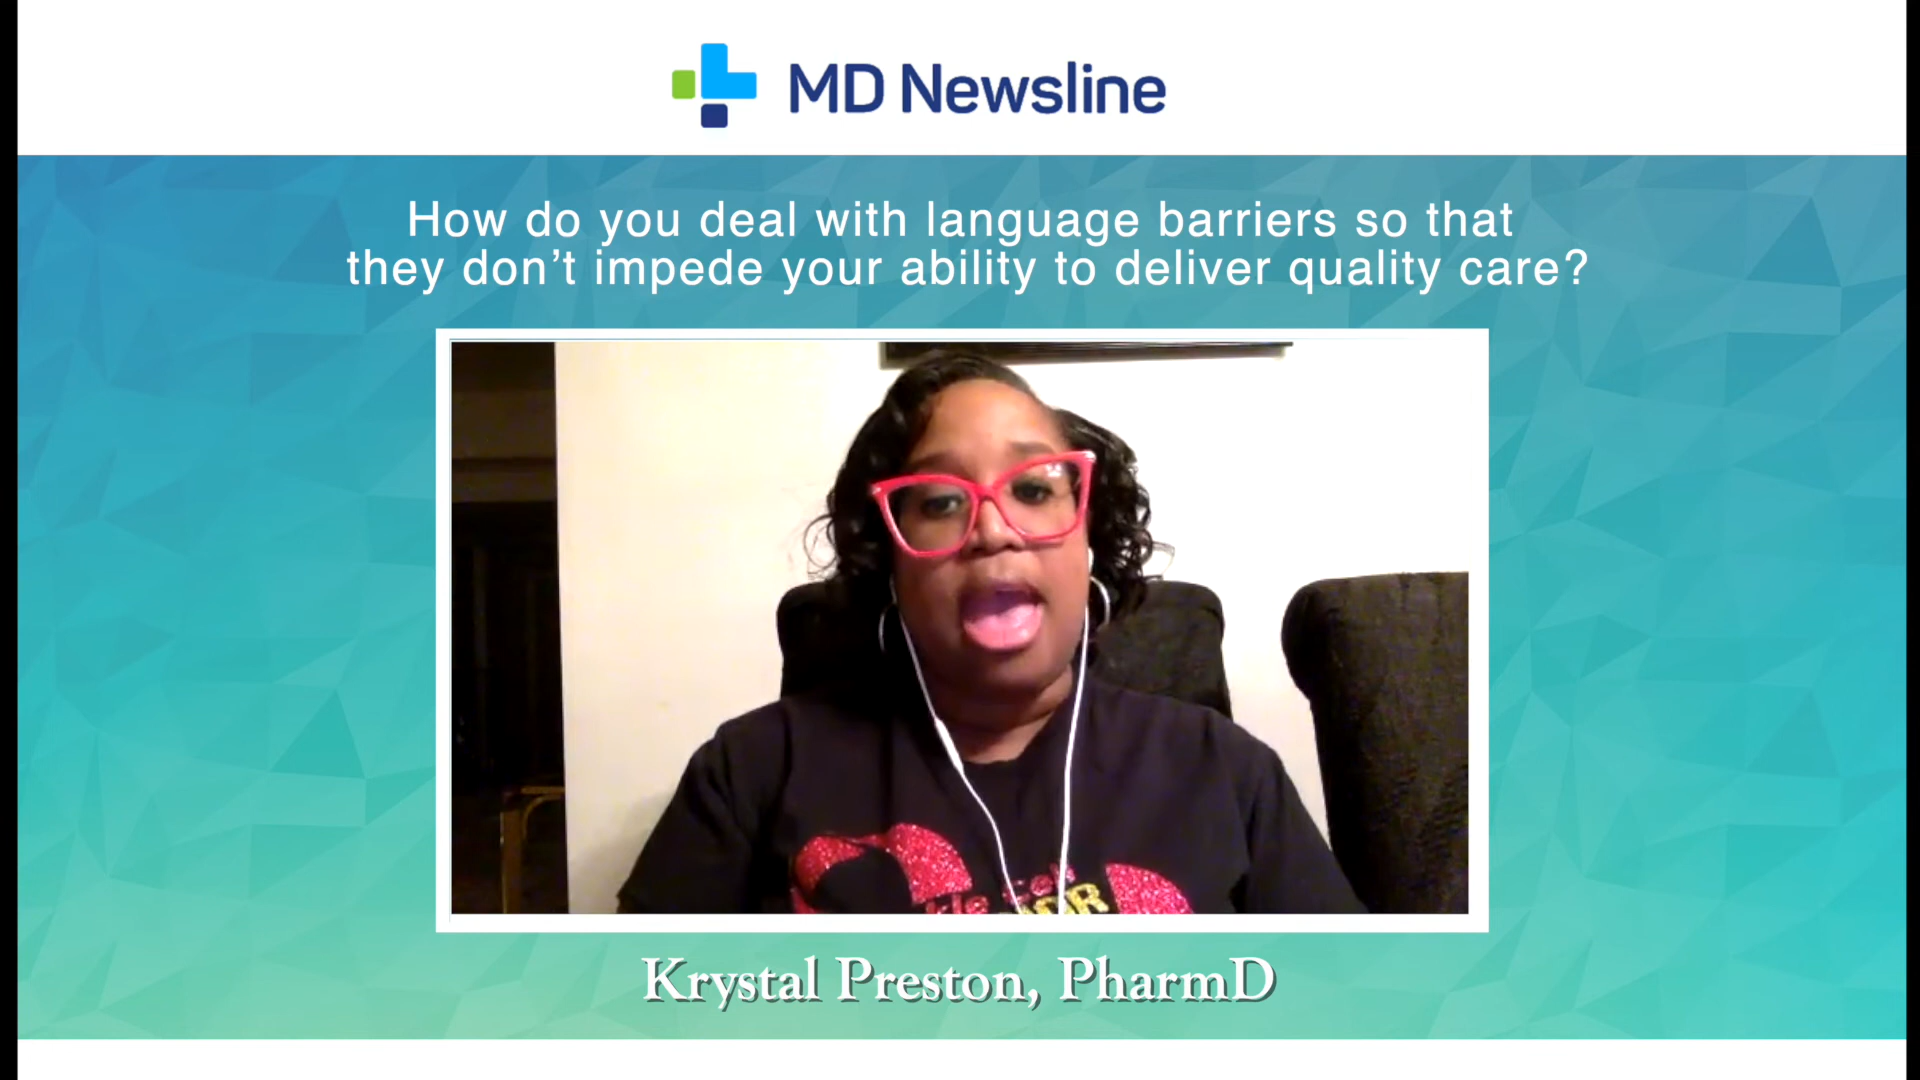 MD Newsline
How do you deal with language barriers so that
they don't impede your ability to deliver quality care?
Krystal Preston, PharmD